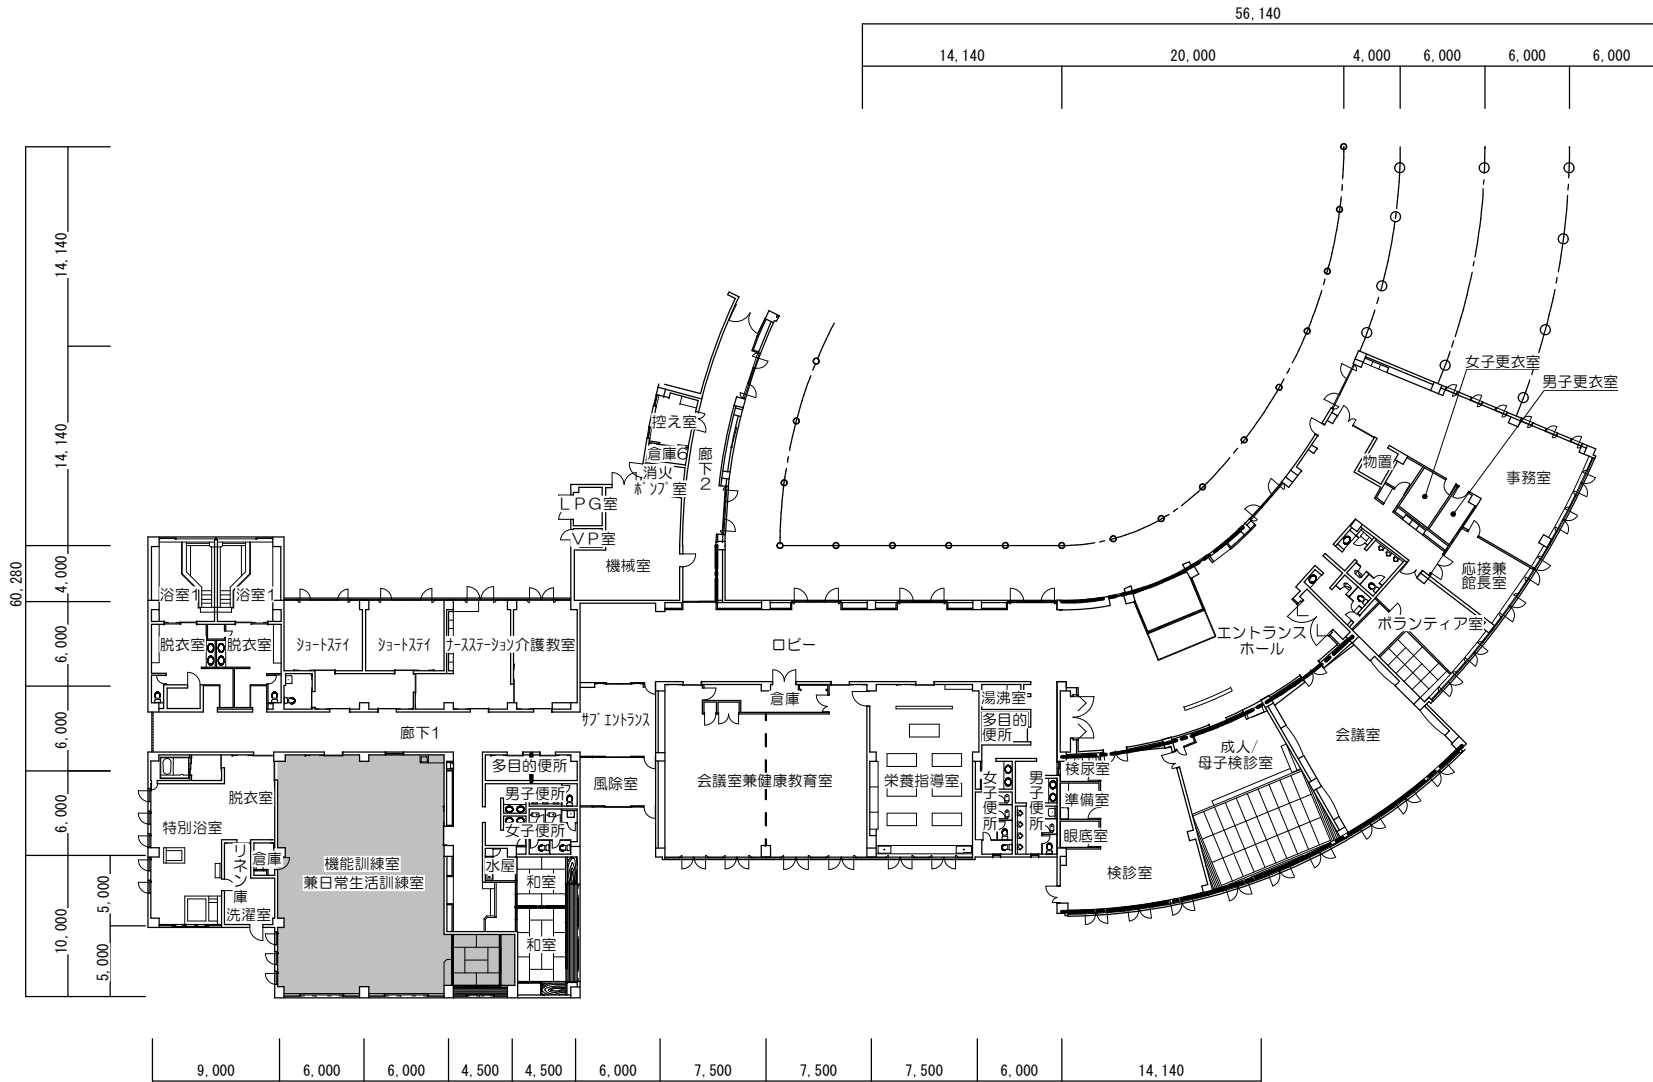 56,140
14,140
20,000
4,000
6,000
6,000
6,000
14,140
14,140
60,280
4,000
6,000
6,000
6,000
5,000
10,000
5,000
女子更衣室
男子更衣室
控え室
倉庫6
消火
ポンプ室
廊下2
LPG室
VP室
機械室
物置
事務室
応接兼
館長室
ボランティア室
エントランス
ホール
浴室1
浴室1
脱衣室
脱衣室
ショートステイ
ショートステイ
ナースステーション
介護教室
ロビー
倉庫
湯沸室
多目的
便所
サブエントランス
廊下1
会議室
成人/
母子検診室
多目的便所
風除室
会議室兼健康教育室
栄養指導室
検尿室
準備室
眼底室
女子便所
男子便所
脱衣室
特別浴室
男子便所
女子便所
リネン庫
倉庫
機能訓練室
兼日常生活訓練室
水屋
和室
検診室
洗濯室
和室
9,000
6,000
6,000
4,500
4,500
6,000
7,500
7,500
7,500
6,000
14,140